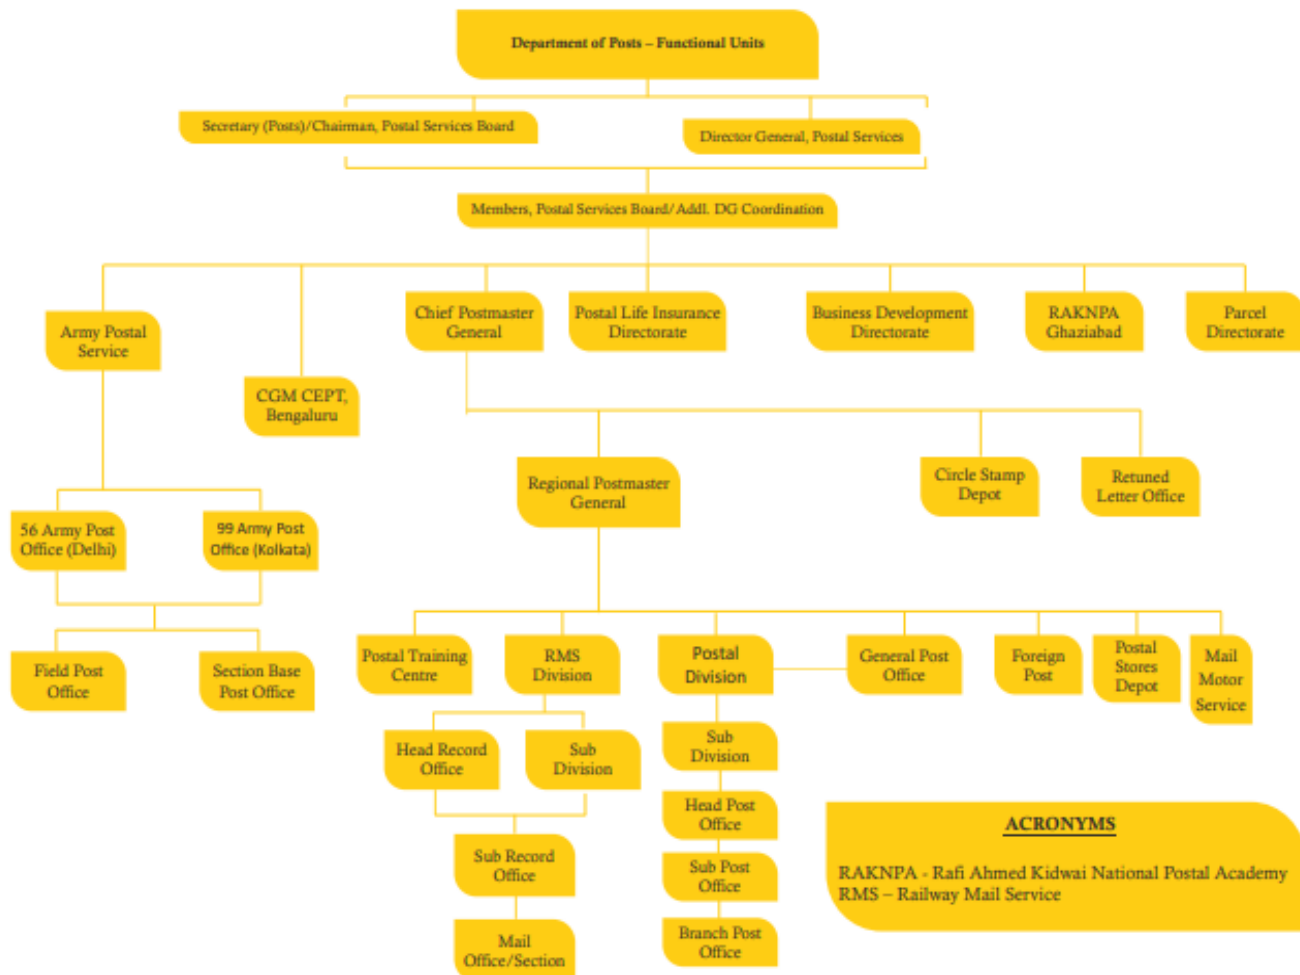 Department of Posts – Functional Units
Secretary (Posts)/Chairman, Postal Services Board
Director General, Postal Services
Members, Postal Services Board/Addl. DG Coordination
Army Postal
Service
CGM CEPT,
Bengaluru
Chief Postmaster
General
Postal Life Insurance
Directorate
Business Development
Directorate
RAKNPA
Ghaziabad
Parcel
Directorate
Regional Postmaster
General
Circle Stamp
Depot
Retuned
Letter Office
56 Army Post
Office (Delhi)
99 Army Post
Office (Kolkata)
Field Post
Office
Section Base
Post Office
Postal Training
Centre
RMS
Division
Postal
Division
General Post
Office
Foreign
Post
Postal
Stores
Depot
Mail
Motor
Service
Head Record
Office
Sub
Division
Sub
Division
Head Post
Office
Sub Record
Office
Sub Post
Office
Mail
Office/Section
Branch Post
Office
ACRONYMS
RAKNPA - Rafi Ahmed Kidwai National Postal Academy
RMS – Railway Mail Service